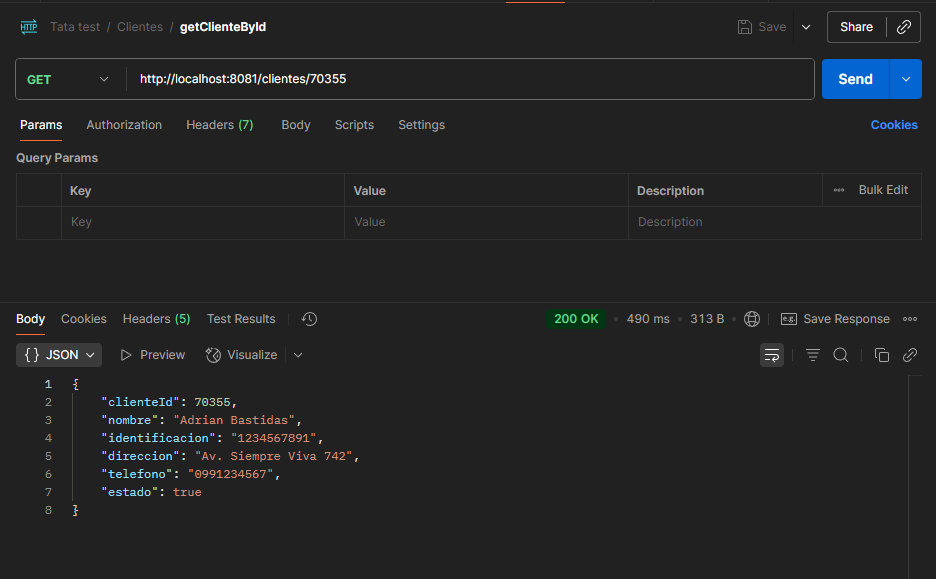 HTTP Tata test / Clientes / getClienteById Save Share
GET http://localhost:8081/clientes/70355 Send
Params Authorization Headers (7) Body Scripts Settings Cookies
Query Params
Key Value Description Bulk Edit
Key Value Description
Body Cookies Headers (5) Test Results 200 OK • 490 ms • 313 B • e.g. Save Response
{} JSON Preview Visualize
1 {
2 "clienteId": 70355,
3 "nombre": "Adrian Bastidas",
4 "identificacion": "1234567891",
5 "direccion": "Av. Siempre Viva 742",
6 "telefono": "0991234567",
7 "estado": true
8 }